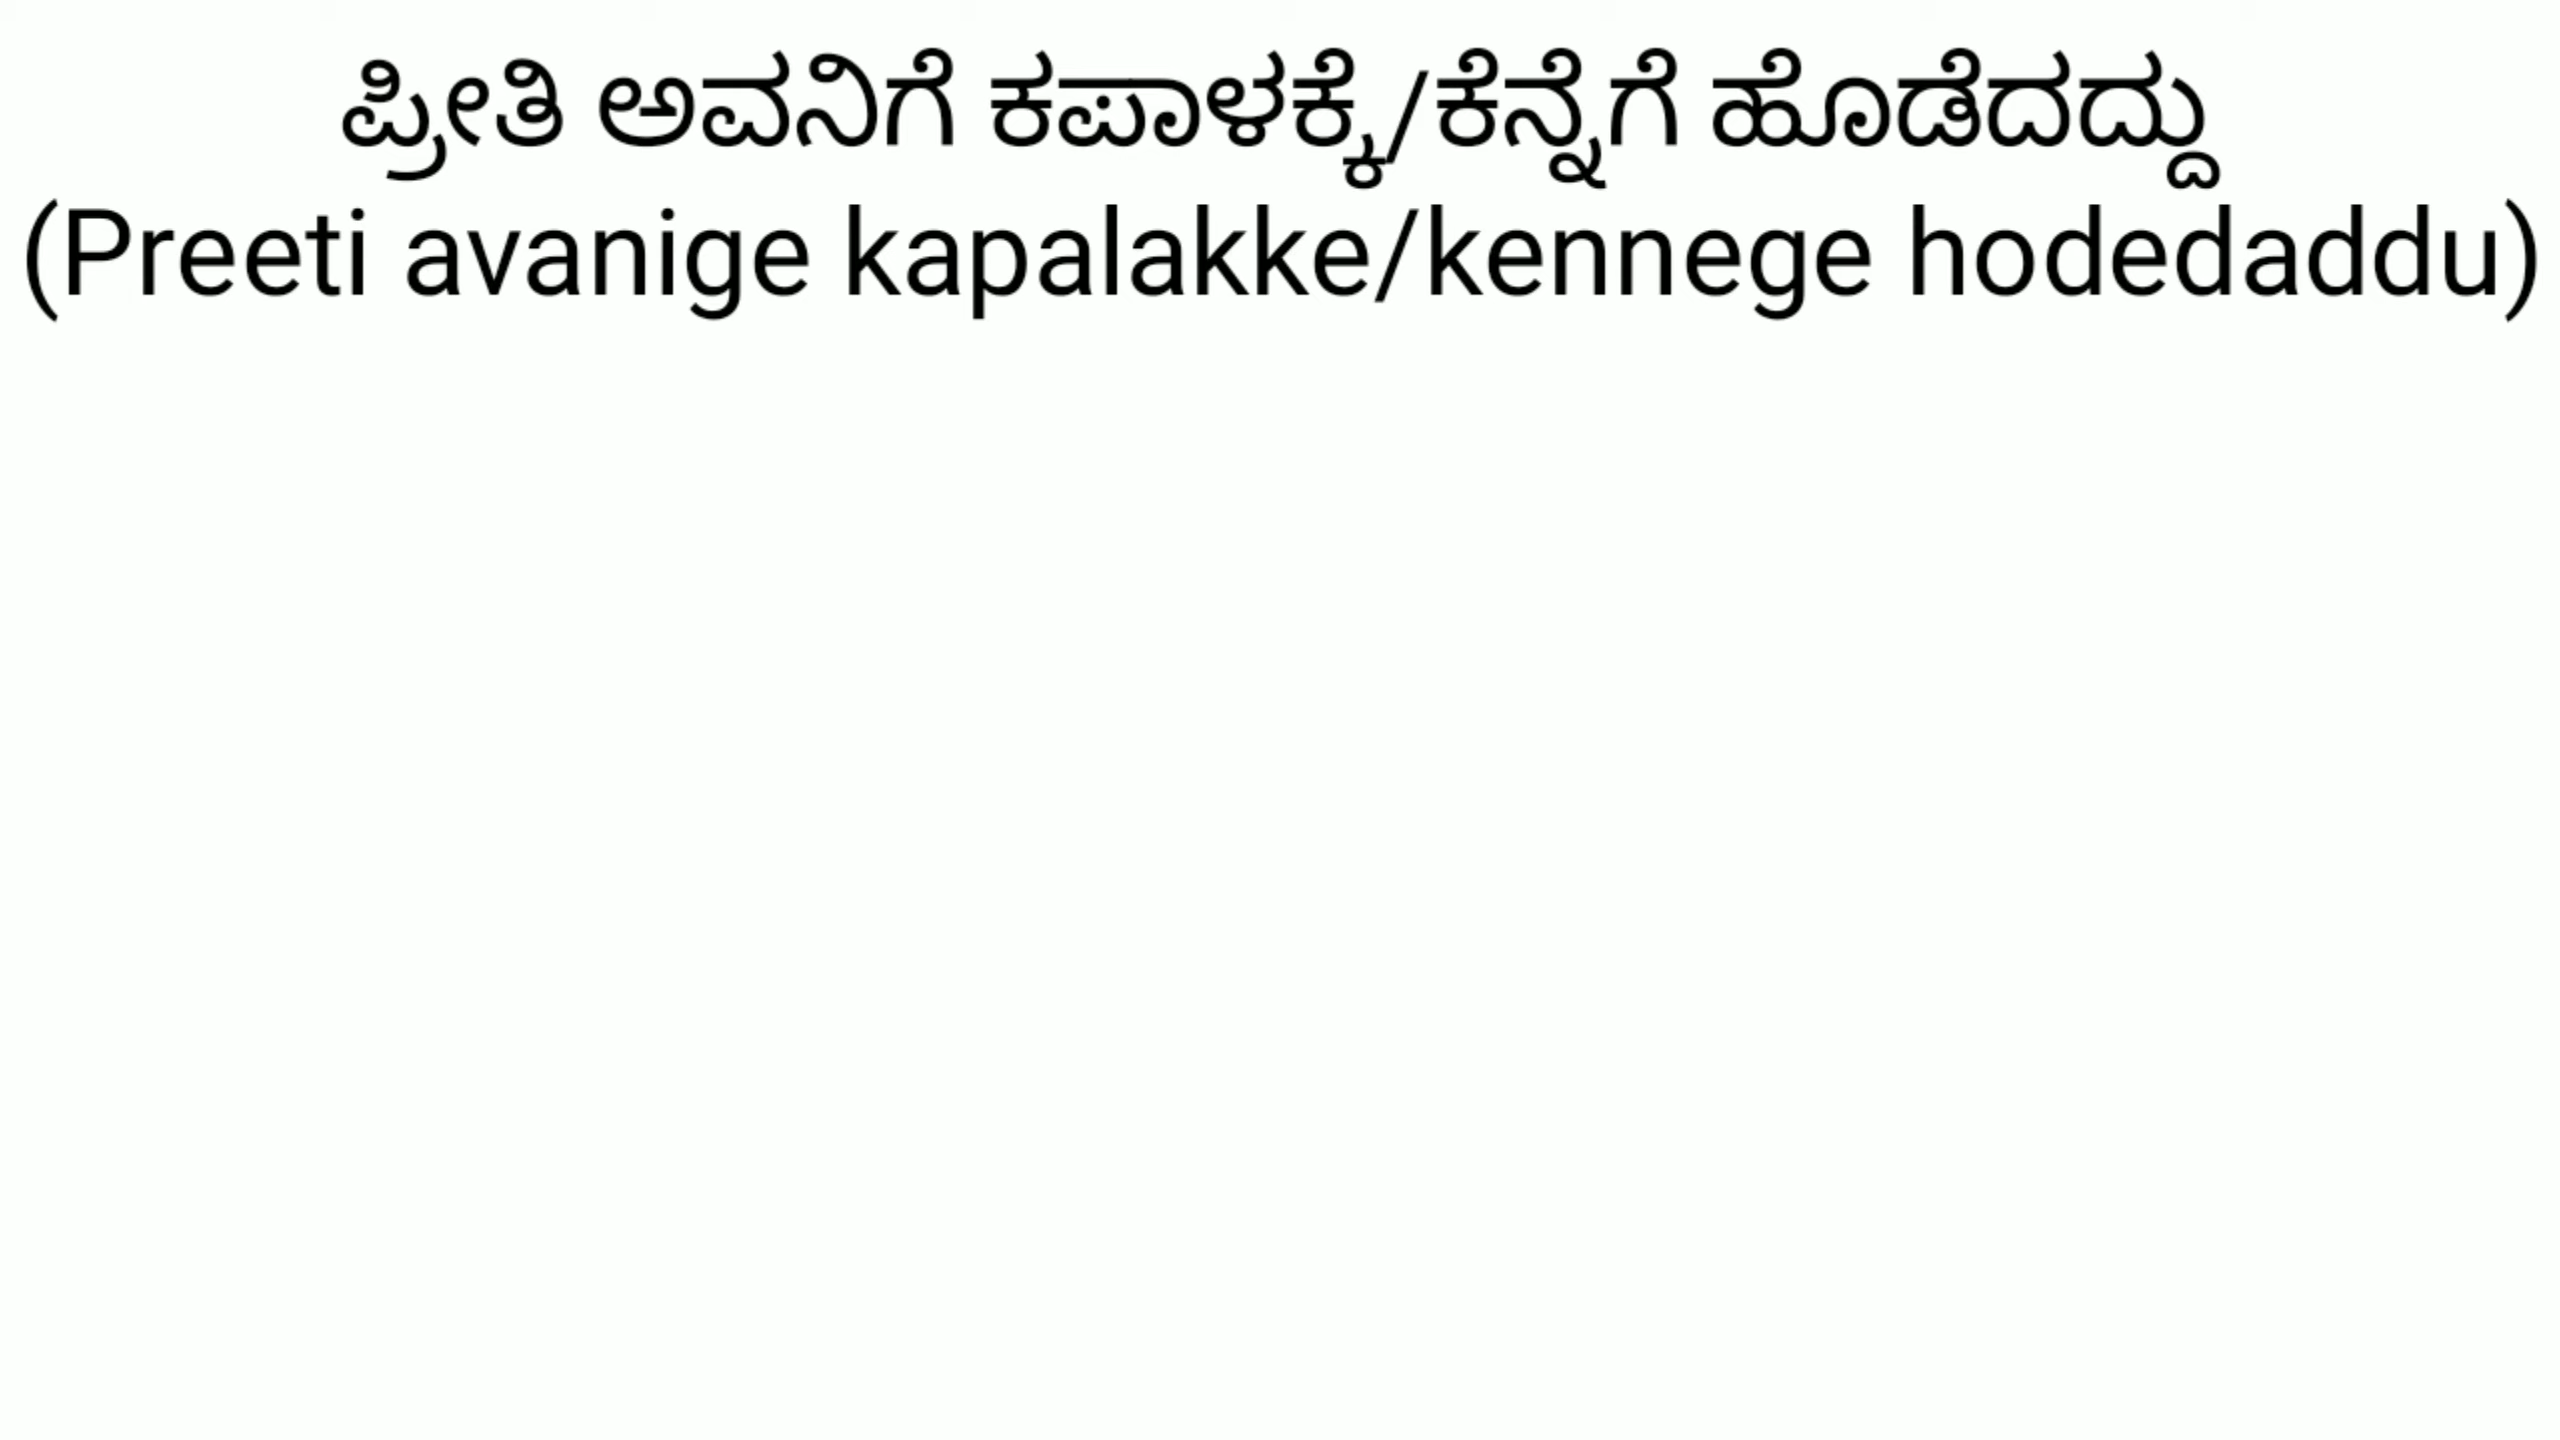 ಪ್ರೀತಿ ಅವನಿಗೆ ಕಪಾಳಕ್ಕೆ/ಕೆನ್ನೆಗೆ ಹೊಡೆದದ್ದು
(Preeti avanige kapalakke/kennege hodedaddu)